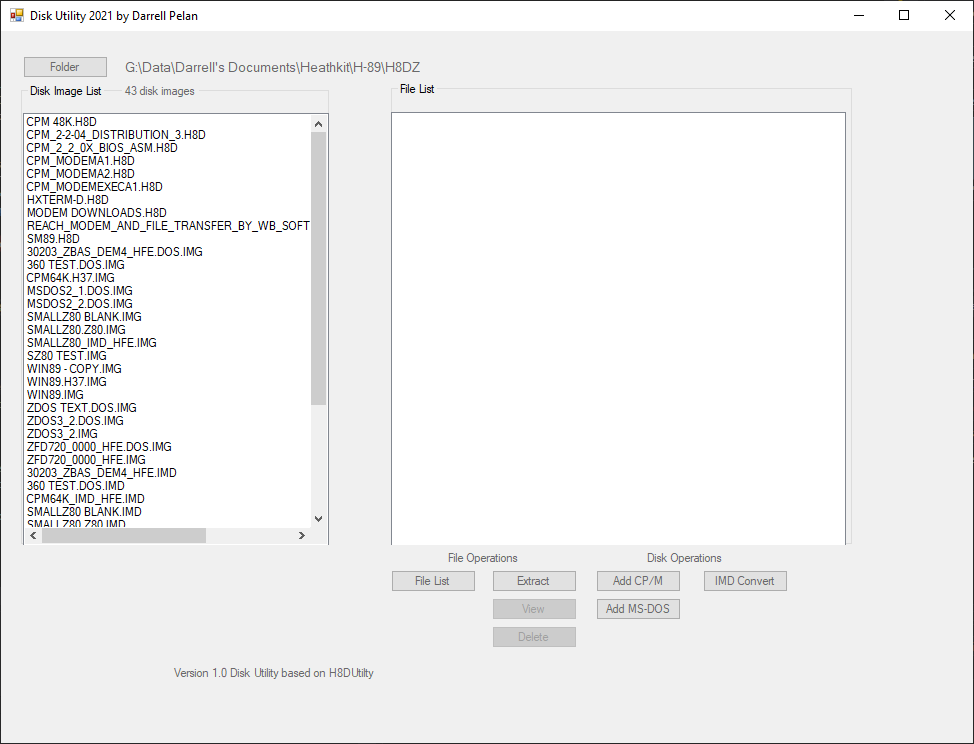 Disk Utility 2021 by Darrell Pelan
Folder
G:\Data\Darrell's Documents\Heathkit\H-89\H8DZ
Disk Image List
43 disk images
File List
CPM 48K.H8D
CPM_2-2-04_DISTRIBUTION_3.H8D
CPM_2_2_0X_BIOS_ASM.H8D
CPM_MODEMA1.H8D
CPM_MODEMA2.H8D
CPM_MODEMEXECA1.H8D
HXTERM-D.H8D
MODEM DOWNLOADS.H8D
REACH_MODEM_AND_FILE_TRANSFER_BY_WB_SOFT
SM89.H8D
30203_ZBAS_DEM4_HFE.DOS.IMG
360 TEST.DOS.IMG
CPM64K.H37.IMG
MSDOS2_1.DOS.IMG
MSDOS2_2.DOS.IMG
SMALLZ80 BLANK.IMG
SMALLZ80.Z80.IMG
SMALLZ80_IMD_HFE.IMG
SZ80 TEST.IMG
WIN89 - COPY.IMG
WIN89.H37.IMG
WIN89.IMG
ZDOS TEXT.DOS.IMG
ZDOS3_2.DOS.IMG
ZDOS3_2.IMG
ZFD720_0000_HFE.DOS.IMG
ZFD720_0000_HFE.IMG
30203_ZBAS_DEM4_HFE.IMD
360 TEST.DOS.IMD
CPM64K_IMD_HFE.IMD
SMALLZ80 BLANK.IMD
SMALLZ80.Z80.IMD
File Operations
Disk Operations
File List
Extract
Add CP/M
IMD Convert
View
Add MS-DOS
Delete
Version 1.0 Disk Utility based on H8DUtilty